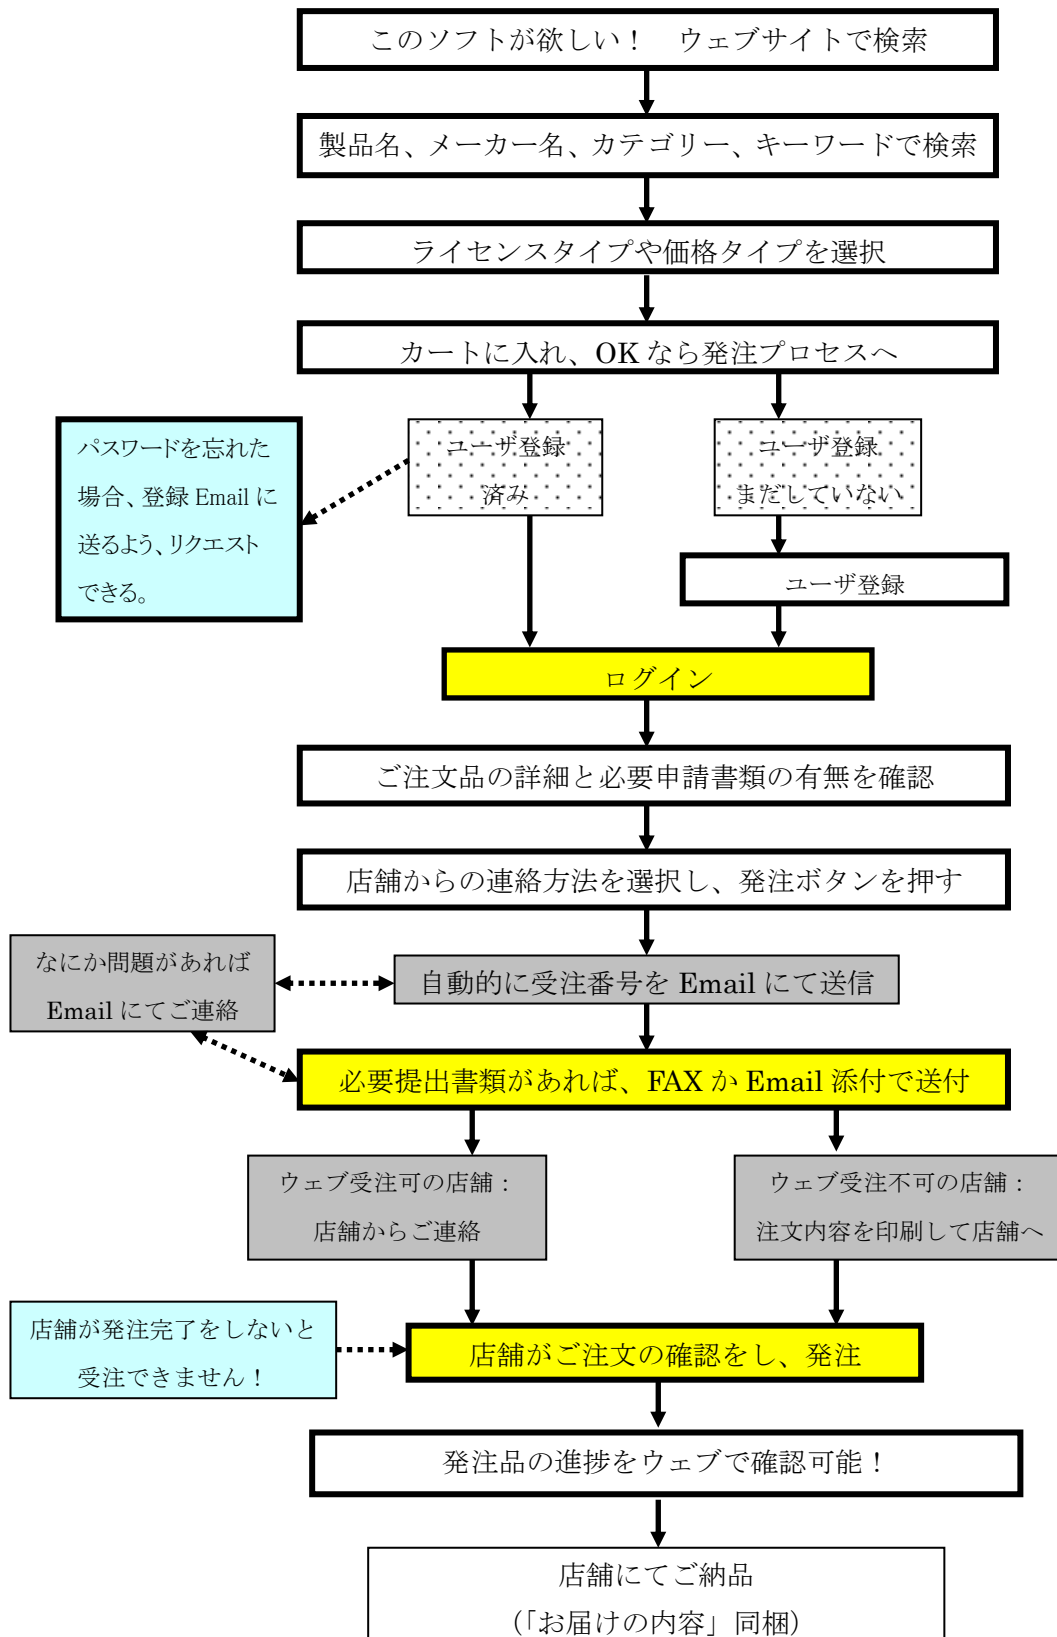 このソフトが欲しい！　ウェブサイトで検索
製品名、メーカー名、カテゴリー、キーワードで検索
ライセンスタイプや価格タイプを選択
カートに入れ、OK なら発注プロセスへ
パスワードを忘れた
場合、登録 Email に
送るよう、リクエスト
できる。
ユーザ登録
済み
ユーザ登録
まだしていない
ユーザ登録
ログイン
ご注文品の詳細と必要申請書類の有無を確認
店舗からの連絡方法を選択し、発注ボタンを押す
なにか問題があれば
Email にてご連絡
自動的に受注番号を Email にて送信
必要提出書類があれば、FAX か Email 添付で送付
ウェブ受注可の店舗：
店舗からご連絡
ウェブ受注不可の店舗：
注文内容を印刷して店舗へ
店舗が発注完了をしないと
受注できません！
店舗がご注文の確認をし、発注
発注品の進捗をウェブで確認可能！
店舗にてご納品
（「お届けの内容」同梱）